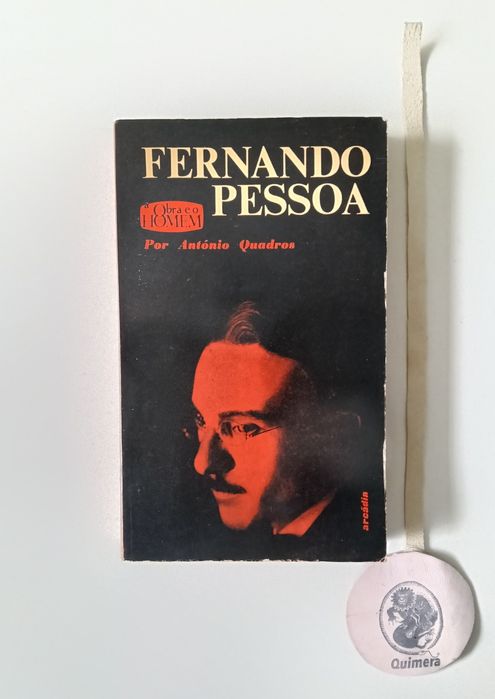 FERNANDO
PESSOA
a Obra e o
HOMEM
Por António Quadros
arcádia
Quimera